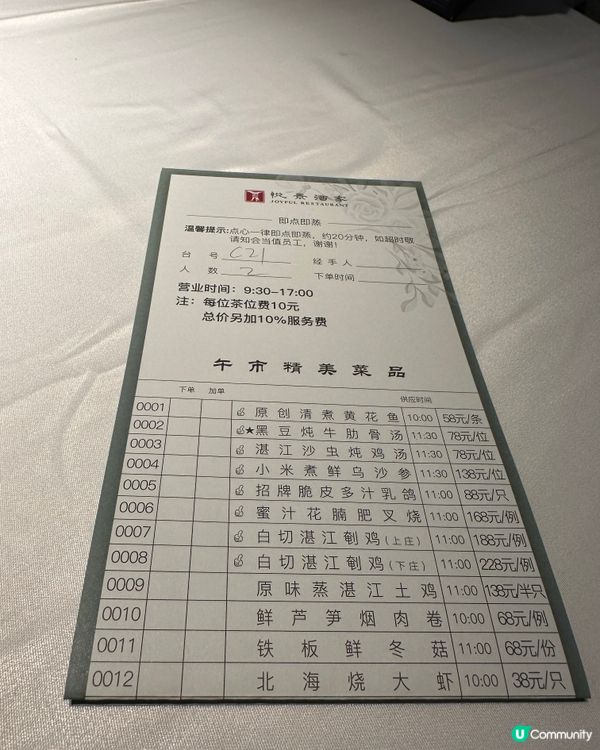 悦景酒家
JOYFUL RESTAURANT
即点即蒸
温馨提示:点心一律即点即蒸，约20分钟，如超时敬
请知会当值员工，谢谢!
台 号 C21 经 手 人
人 数 2 下单时间
营业时间：9:30-17:00
注： 每位茶位费10元
总价另加10%服务费
午市精美菜品
下单 加单 供应时间
0001 原创清煮黄花鱼 10:00 58元/条
0002 ★黑豆炖牛肋骨汤 11:30 78元/位
0003 湛江沙虫炖鸡汤 11:30 78元/位
0004 小米煮鲜乌沙参 11:30 138元/位
0005 招牌脆皮多汁乳鸽 11:00 88元/只
0006 蜜汁花腩肥叉烧 11:00 168元/例
0007 白切湛江剦鸡(上庄) 11:00 188元/例
0008 白切湛江剦鸡(下庄) 11:00 228元/例
0009 原味蒸湛江土鸡 11:00 138元/半只
0010 鲜芦笋烟肉卷 10:00 68元/例
0011 铁板鲜冬菇 11:00 68元/份
0012 北海烧大虾 10:00 38元/只
U Community